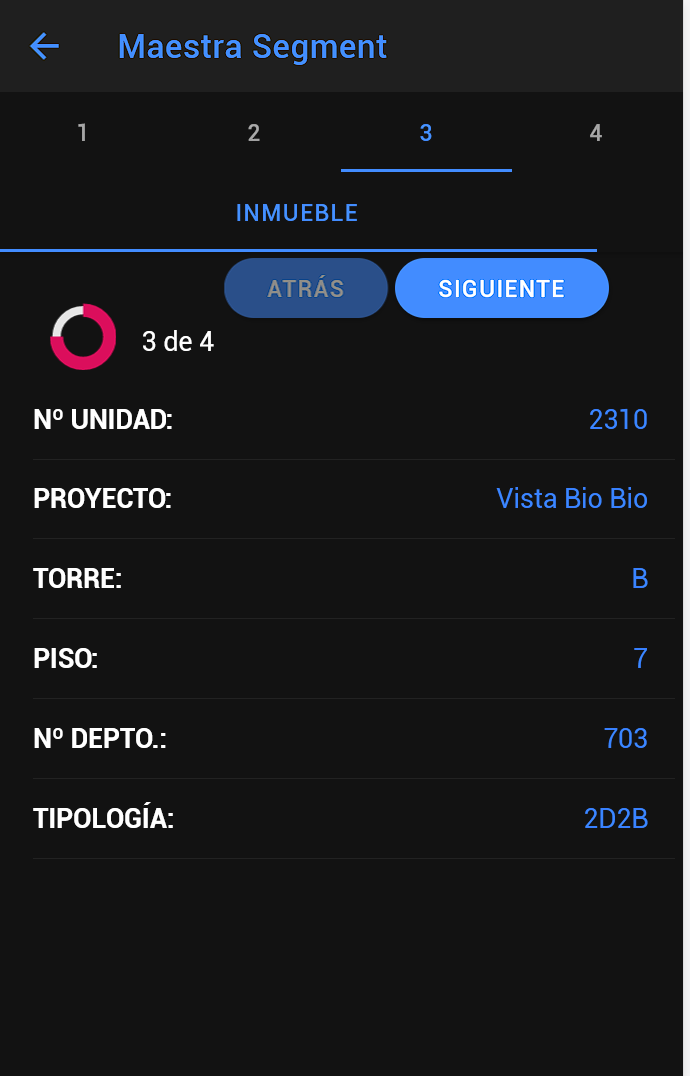 Maestra Segment
1 2 3 4
INMUEBLE
ATRÁS SIGUIENTE
3 de 4
Nº UNIDAD: 2310
PROYECTO: Vista Bio Bio
TORRE: B
PISO: 7
Nº DEPTO.: 703
TIPOLOGÍA: 2D2B